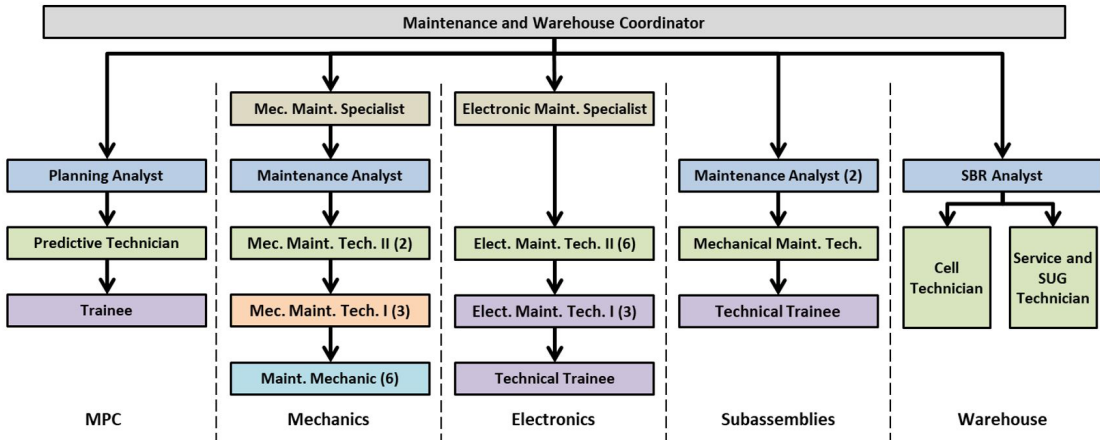 Maintenance and Warehouse Coordinator
Mec. Maint. Specialist
Electronic Maint. Specialist
Planning Analyst
Maintenance Analyst
Maintenance Analyst (2)
SBR Analyst
Predictive Technician
Mec. Maint. Tech. II (2)
Elect. Maint. Tech. II (6)
Mechanical Maint. Tech.
Cell
Technician
Service and
SUG
Technician
Trainee
Mec. Maint. Tech. I (3)
Elect. Maint. Tech. I (3)
Technical Trainee
Maint. Mechanic (6)
Technical Trainee
MPC
Mechanics
Electronics
Subassemblies
Warehouse